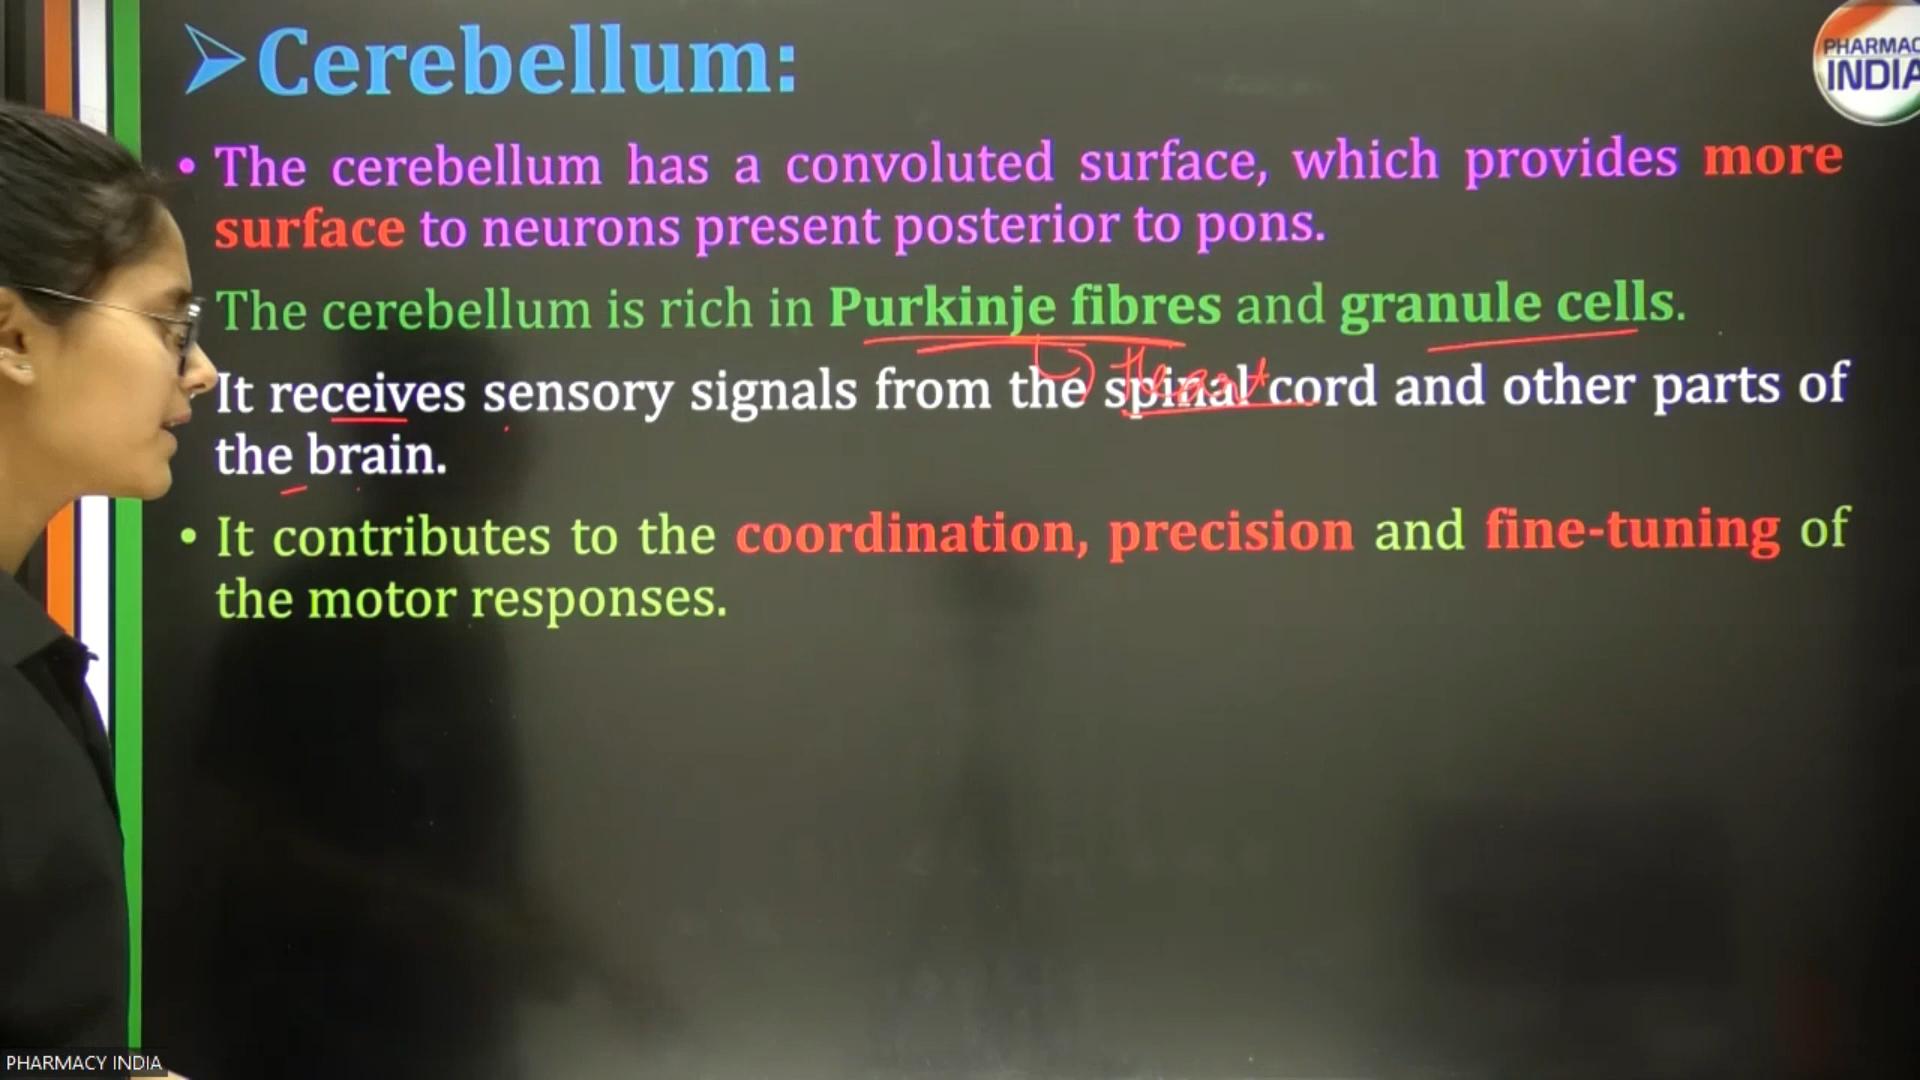 ➢Cerebellum:
PHARMAC
INDIA
• The cerebellum has a convoluted surface, which provides more
surface to neurons present posterior to pons.
The cerebellum is rich in Purkinje fibres and granule cells.
Heart
It receives sensory signals from the spinal cord and other parts of
the brain.
• It contributes to the coordination, precision and fine-tuning of
the motor responses.
PHARMACY INDIA